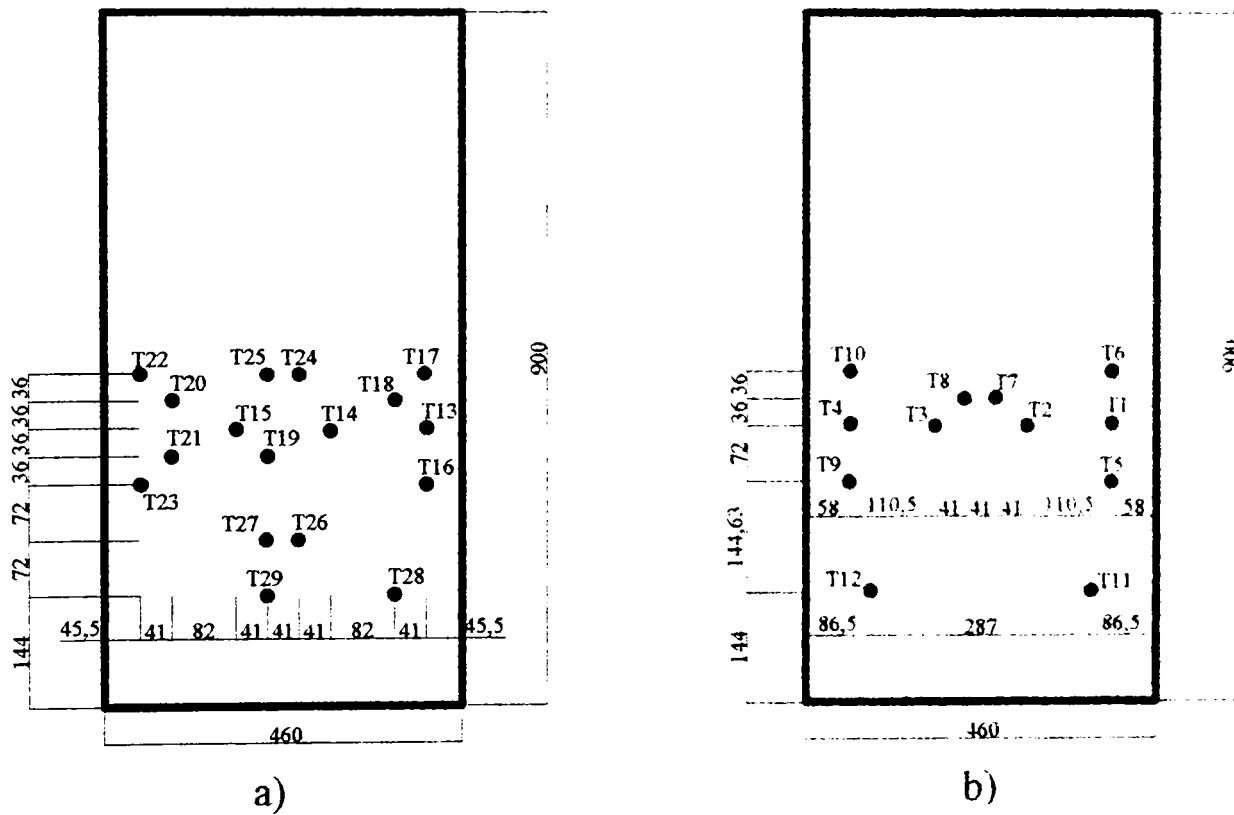 T22
T25
T24
T17
T20
T18
T15
T14
T13
T21
T19
T16
T23
T27
T26
T29
T28
36
36
36
36
72
72
144
45,5
41
82
41
41
41
82
41
45,5
460
900
a)
T10
T6
T8
T7
T4
T3
T2
T1
T9
T5
58
110,5
41
41
41
110,5
58
T12
T11
86,5
287
86,5
36
36
72
144,63
144
460
900
b)